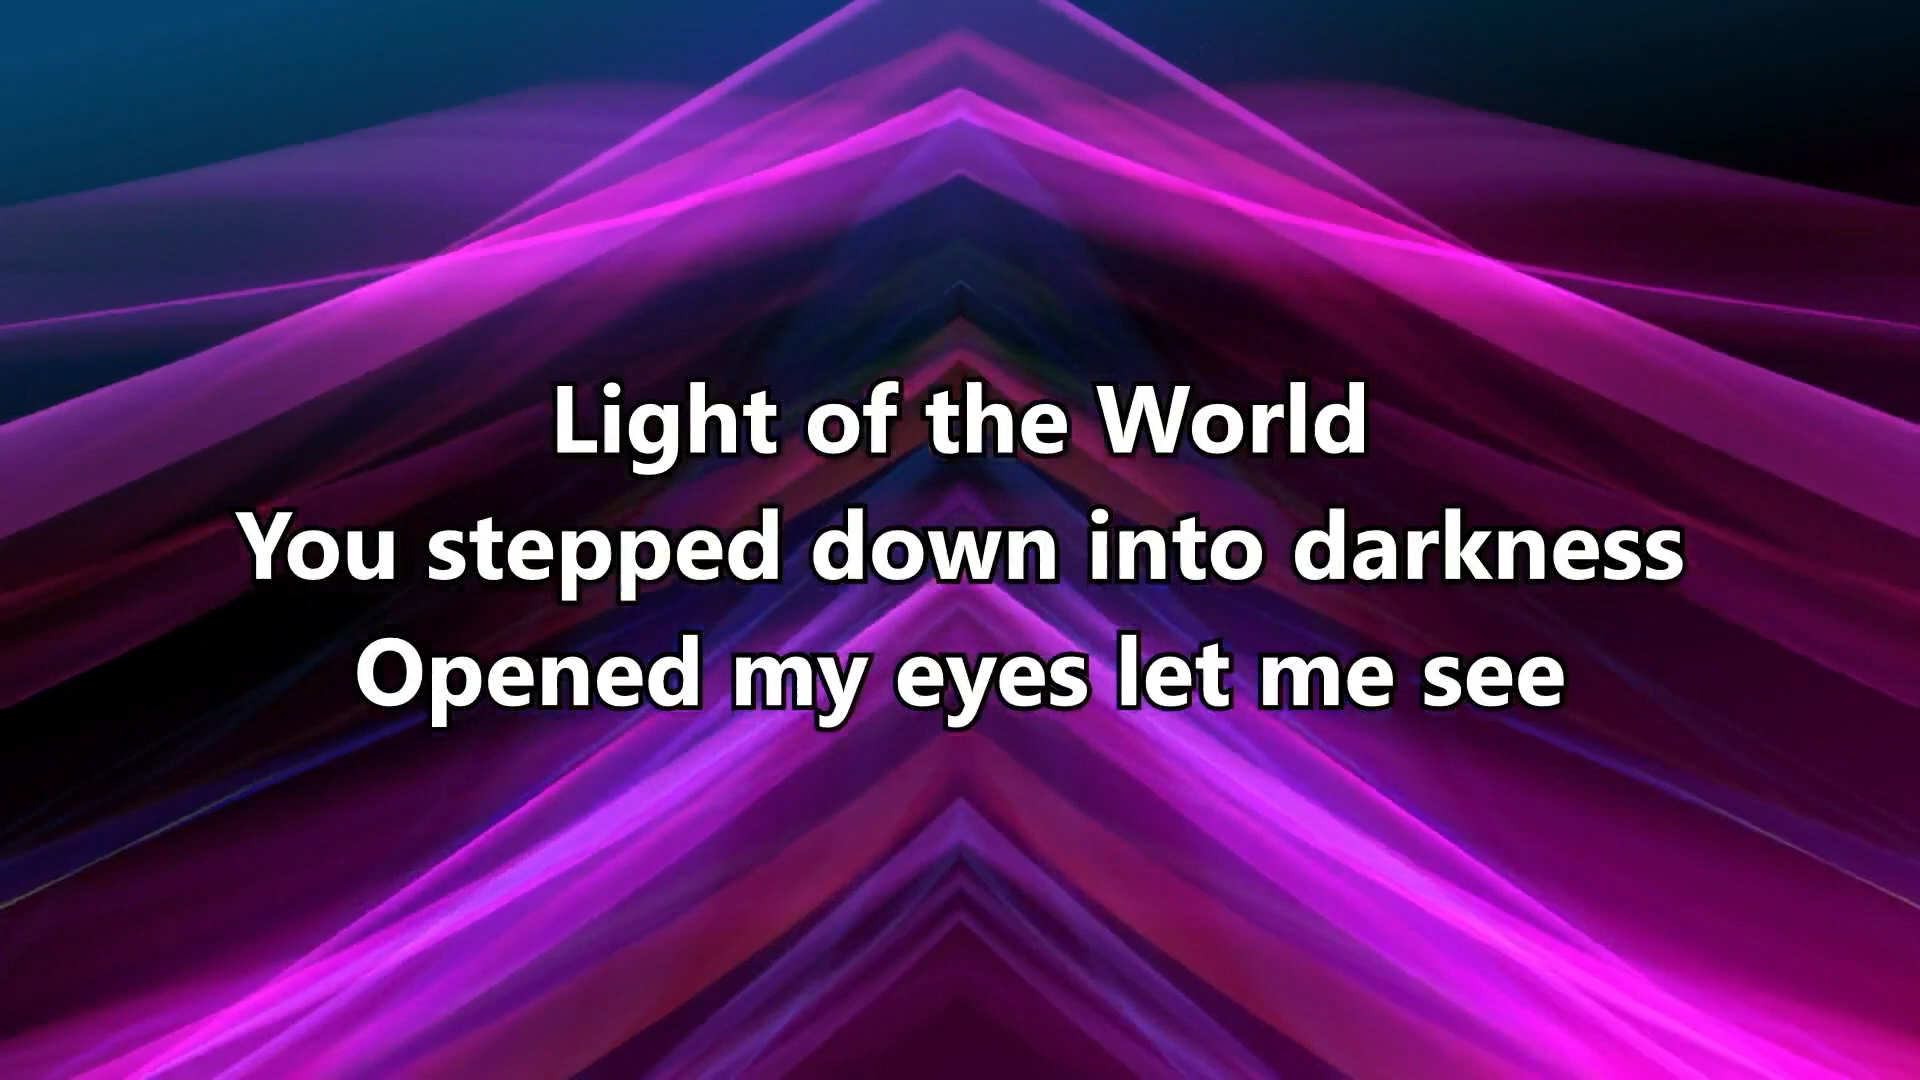 Light of the World
You stepped down into darkness
Opened my eyes let me see